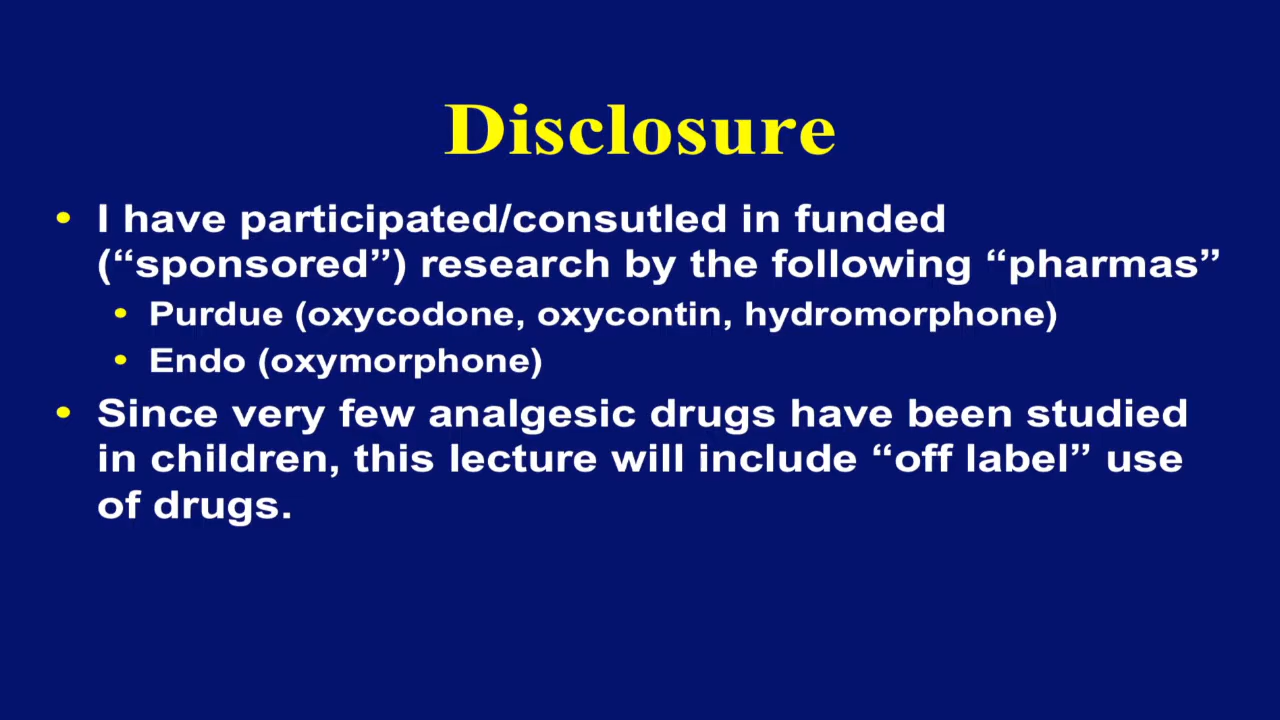 Disclosure
• I have participated/consutled in funded
(“sponsored”) research by the following “pharmas”
• Purdue (oxycodone, oxycontin, hydromorphone)
• Endo (oxymorphone)
• Since very few analgesic drugs have been studied
in children, this lecture will include “off label” use
of drugs.